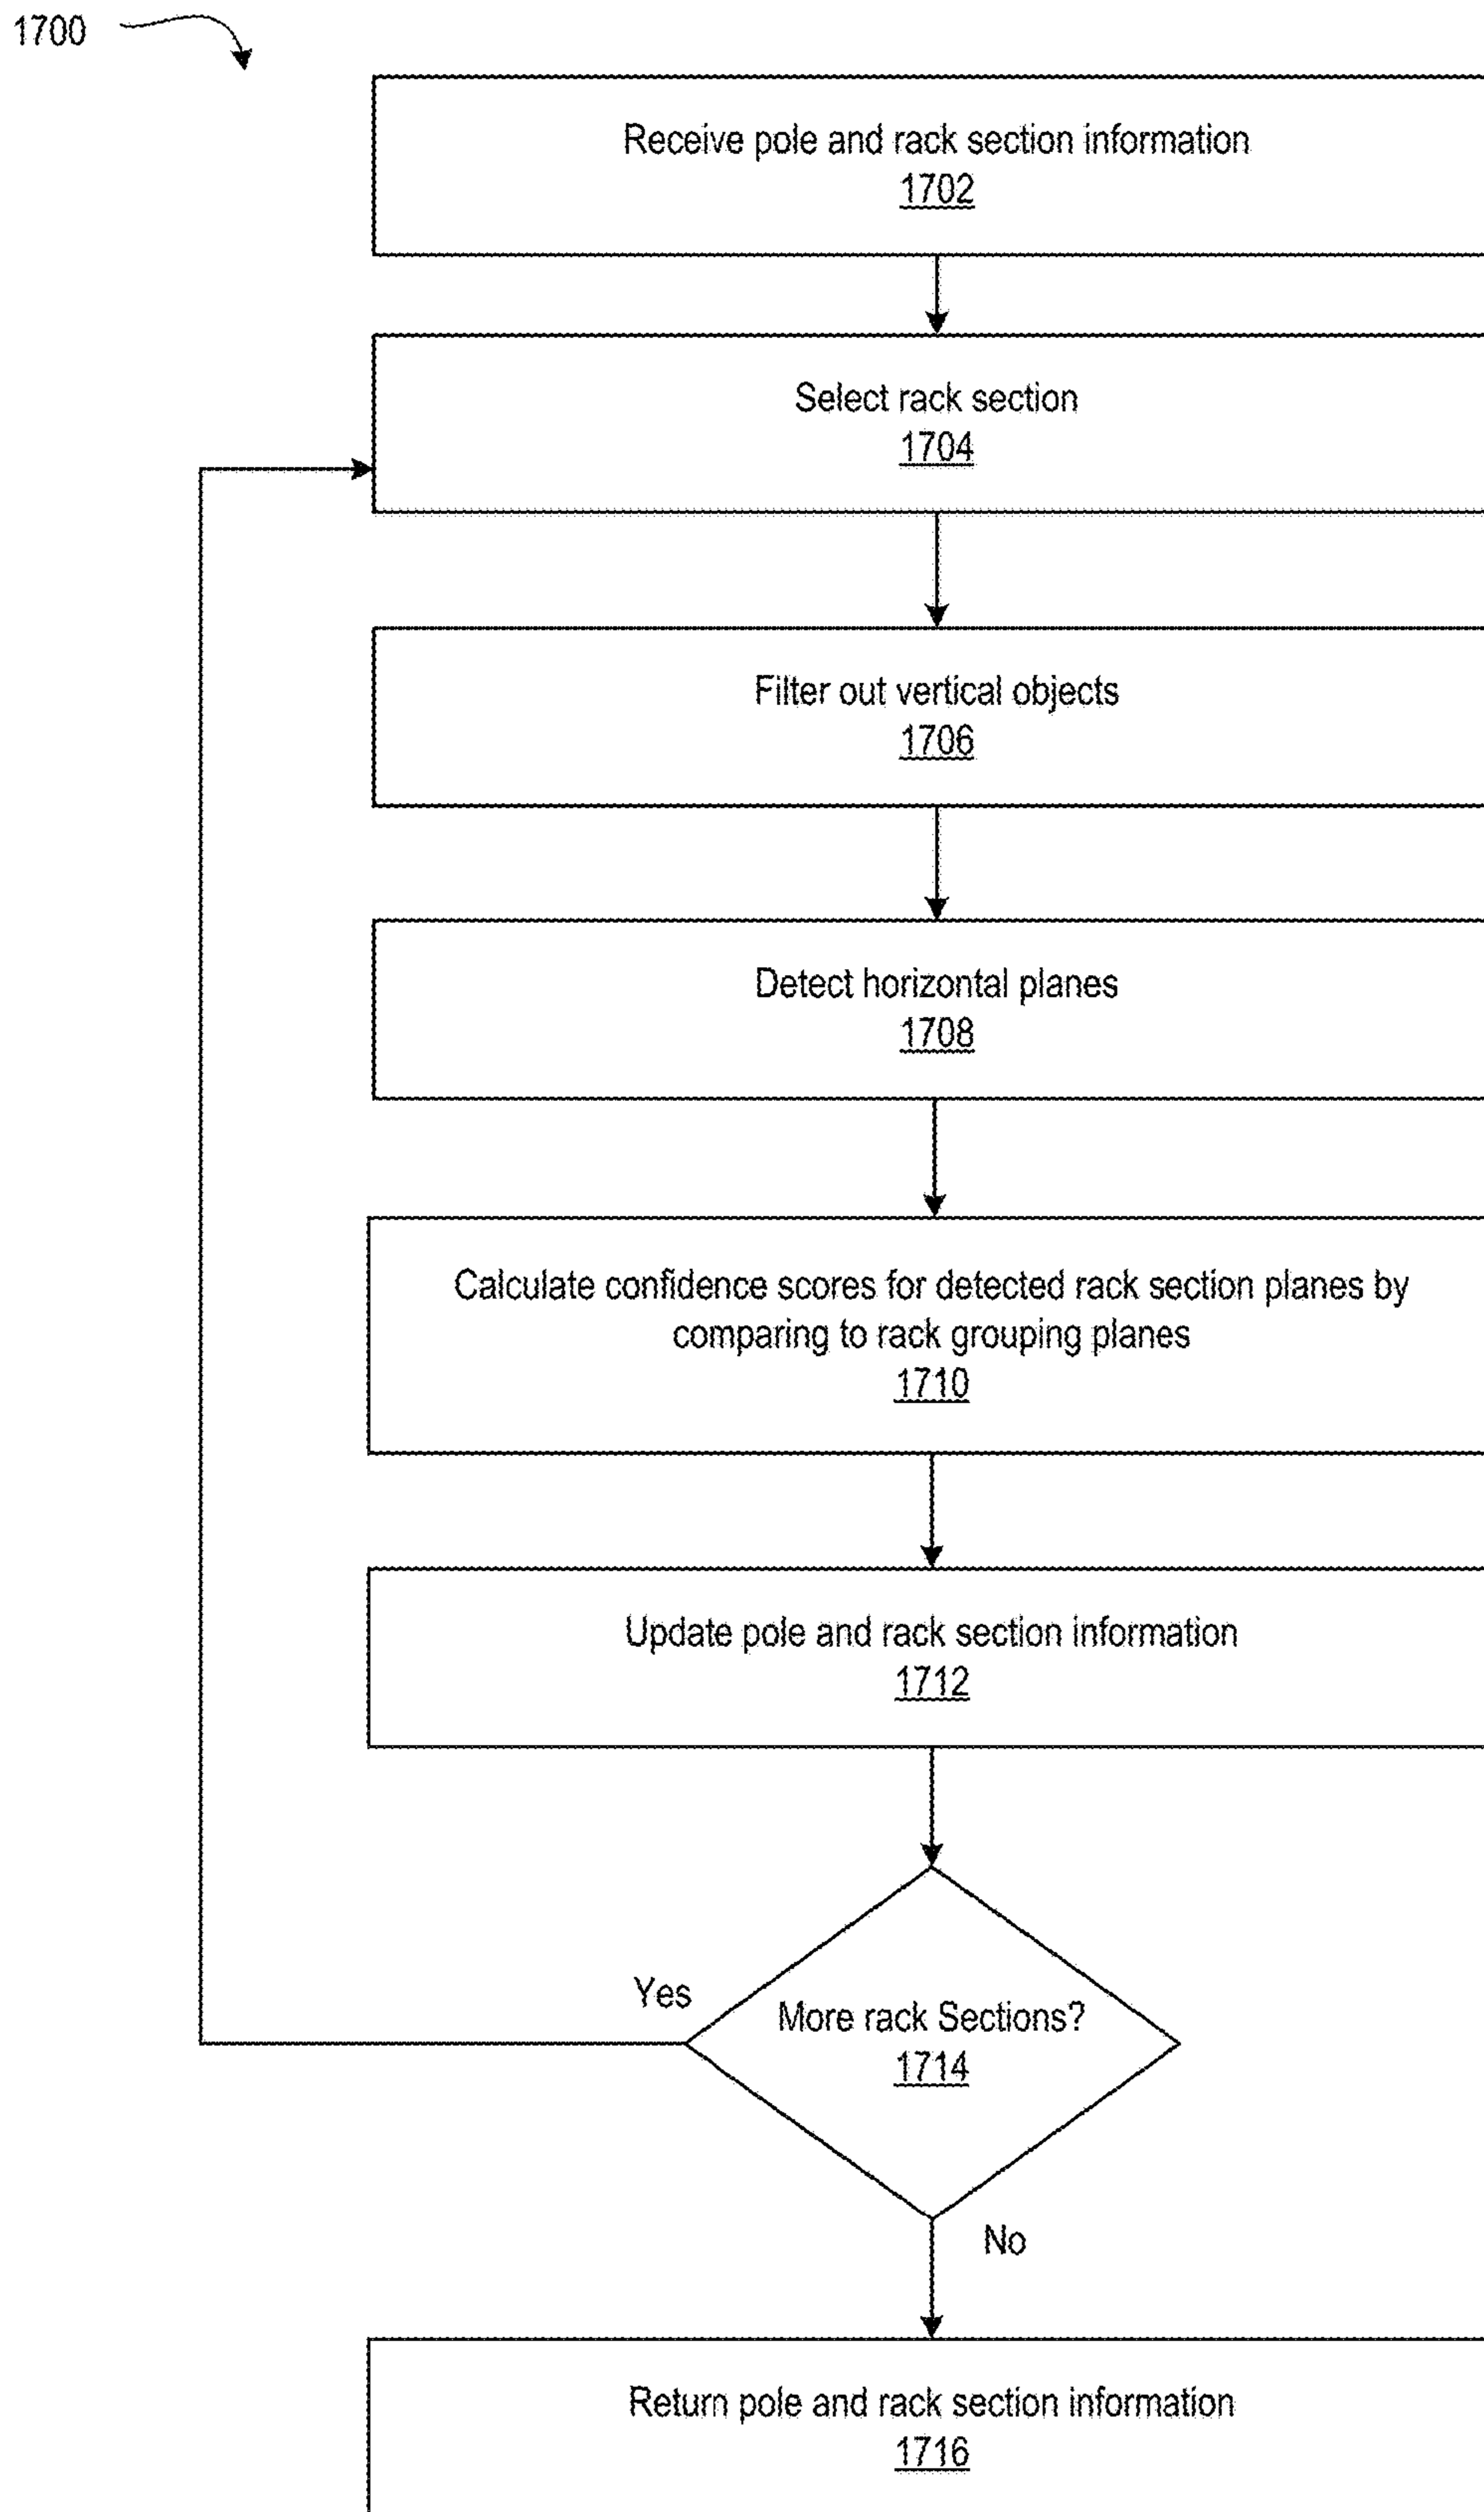 1700
Receive pole and rack section information
1702
Select rack section
1704
Filter out vertical objects
1706
Detect horizontal planes
1708
Calculate confidence scores for detected rack section planes by
comparing to rack grouping planes
1710
Update pole and rack section information
1712
Yes
More rack Sections?
1714
No
Return pole and rack section information
1716